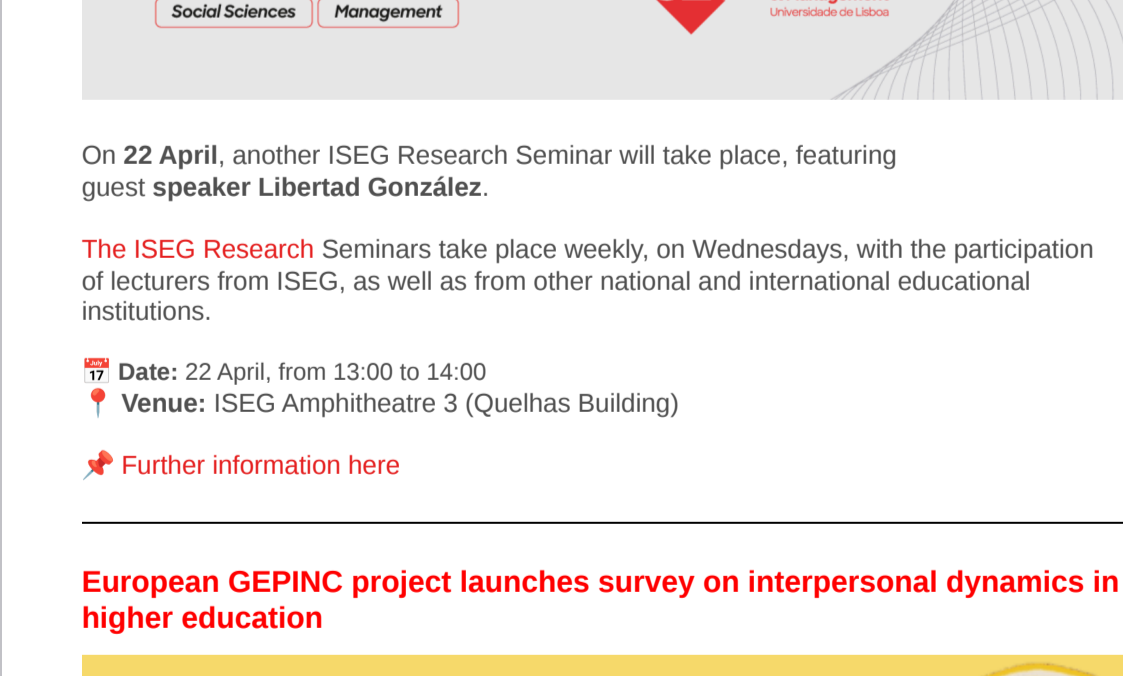 Social Sciences Management
Universidade de Lisboa
On 22 April, another ISEG Research Seminar will take place, featuring
guest speaker Libertad González.
The ISEG Research Seminars take place weekly, on Wednesdays, with the participation
of lecturers from ISEG, as well as from other national and international educational
institutions.
📅 Date: 22 April, from 13:00 to 14:00
📍 Venue: ISEG Amphitheatre 3 (Quelhas Building)
📌 Further information here
European GEPINC project launches survey on interpersonal dynamics in
higher education